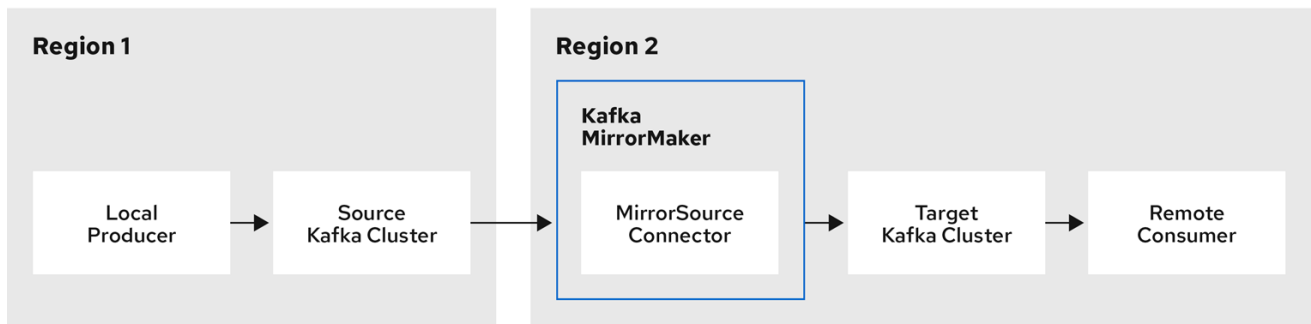 Region 1
Local
Producer
Source
Kafka Cluster
Region 2
Kafka
MirrorMaker
MirrorSource
Connector
Target
Kafka Cluster
Remote
Consumer